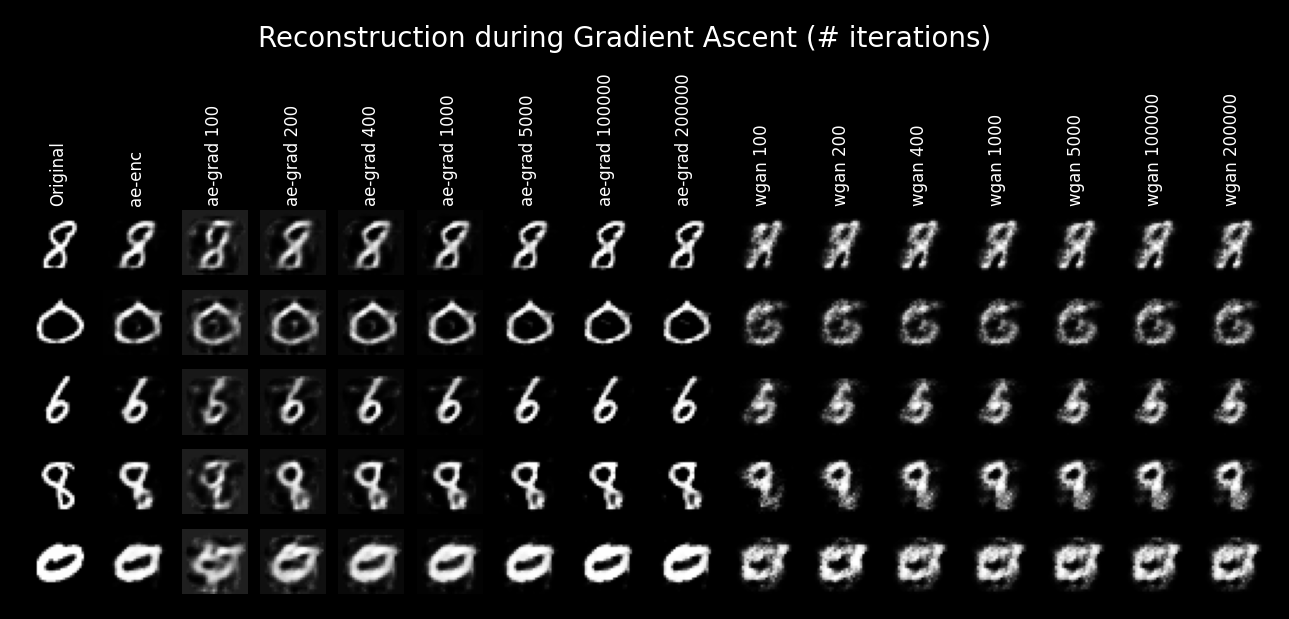 Reconstruction during Gradient Ascent (# iterations)
Original
ae-enc
ae-grad 100
ae-grad 200
ae-grad 400
ae-grad 1000
ae-grad 5000
ae-grad 100000
ae-grad 200000
wgan 100
wgan 200
wgan 400
wgan 1000
wgan 5000
wgan 100000
wgan 200000